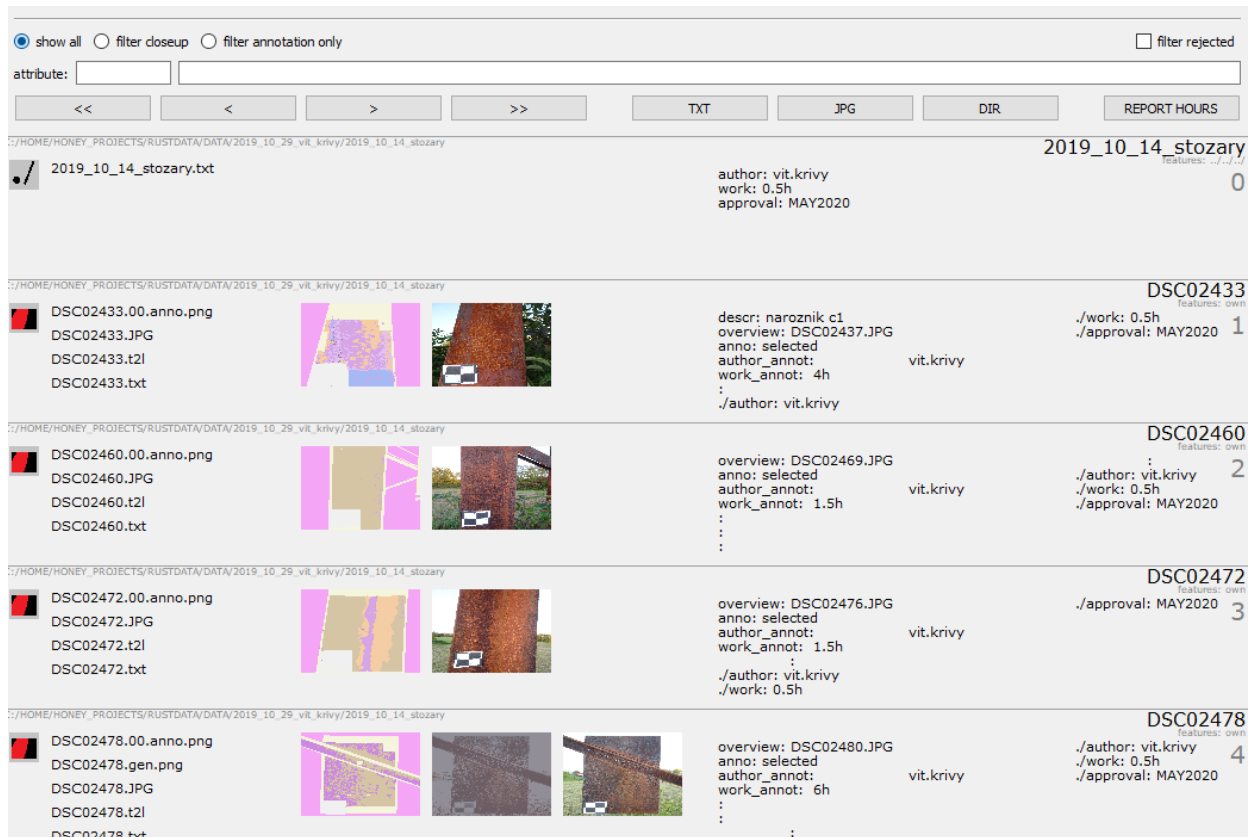 show all filter closeup filter annotation only filter rejected
attribute:
<< < > >> TXT JPG DIR REPORT HOURS
:/HOME/HONEY_PROJECTS/RUSTDATA/DATA/2019_10_29_vit_krivy/2019_10_14_stozary
2019_10_14_stozary
features: ../../../
0
2019_10_14_stozary.txt
author: vit.krivy
work: 0.5h
approval: MAY2020
:/HOME/HONEY_PROJECTS/RUSTDATA/DATA/2019_10_29_vit_krivy/2019_10_14_stozary
DSC02433
features: own
1
DSC02433.00.anno.png
DSC02433.JPG
DSC02433.t2l
DSC02433.txt
descr: naroznik c1
overview: DSC02437.JPG
anno: selected
author_annot: vit.krivy
work_annot: 4h
:
./author: vit.krivy
./work: 0.5h
./approval: MAY2020
:/HOME/HONEY_PROJECTS/RUSTDATA/DATA/2019_10_29_vit_krivy/2019_10_14_stozary
DSC02460
features: own
2
DSC02460.00.anno.png
DSC02460.JPG
DSC02460.t2l
DSC02460.txt
overview: DSC02469.JPG
anno: selected
author_annot: vit.krivy
work_annot: 1.5h
:
:
:
:
./author: vit.krivy
./work: 0.5h
./approval: MAY2020
:/HOME/HONEY_PROJECTS/RUSTDATA/DATA/2019_10_29_vit_krivy/2019_10_14_stozary
DSC02472
features: own
3
DSC02472.00.anno.png
DSC02472.JPG
DSC02472.t2l
DSC02472.txt
overview: DSC02476.JPG
anno: selected
author_annot: vit.krivy
work_annot: 1.5h
:
./author: vit.krivy
./work: 0.5h
./approval: MAY2020
:/HOME/HONEY_PROJECTS/RUSTDATA/DATA/2019_10_29_vit_krivy/2019_10_14_stozary
DSC02478
features: own
4
DSC02478.00.anno.png
DSC02478.gen.png
DSC02478.JPG
DSC02478.t2l
DSC02478.txt
overview: DSC02480.JPG
anno: selected
author_annot: vit.krivy
work_annot: 6h
:
:
:
./author: vit.krivy
./work: 0.5h
./approval: MAY2020